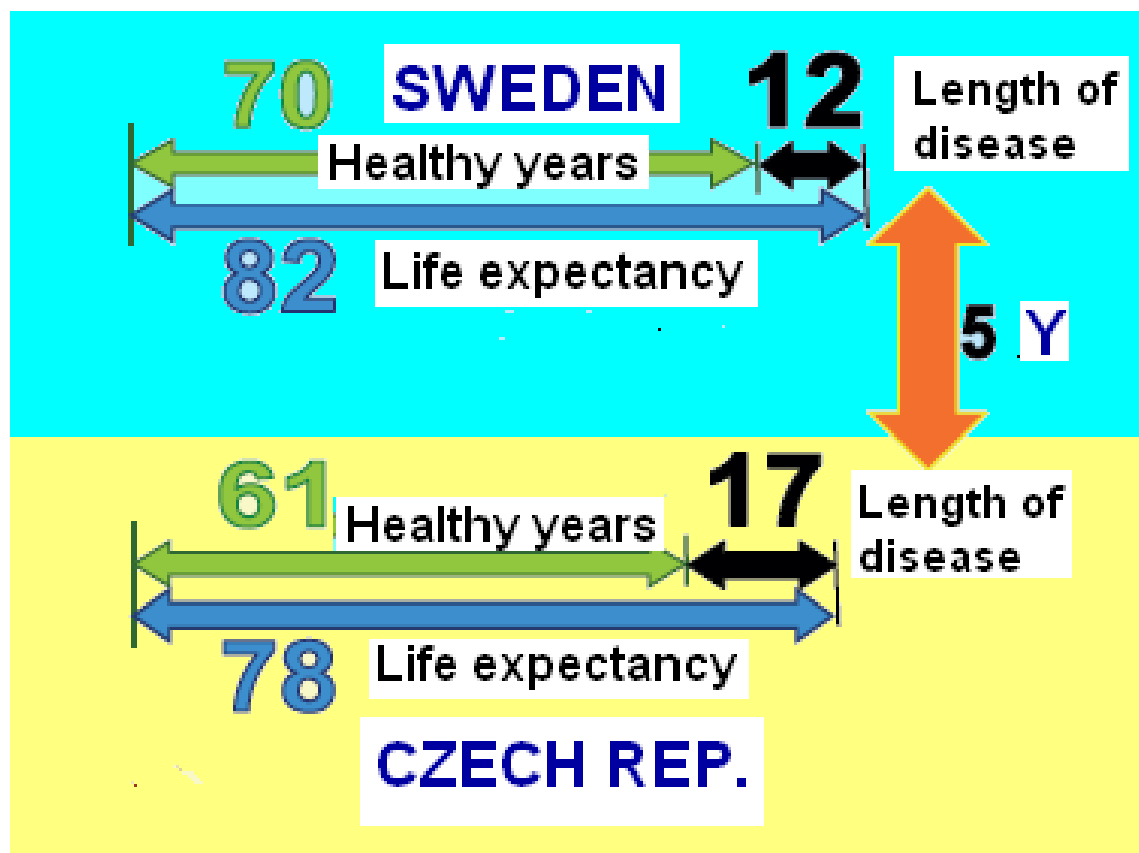 70 SWEDEN 12 Length of
disease
Healthy years
82 Life expectancy
5 Y
61 17 Length of
disease
Healthy years
78 Life expectancy
CZECH REP.